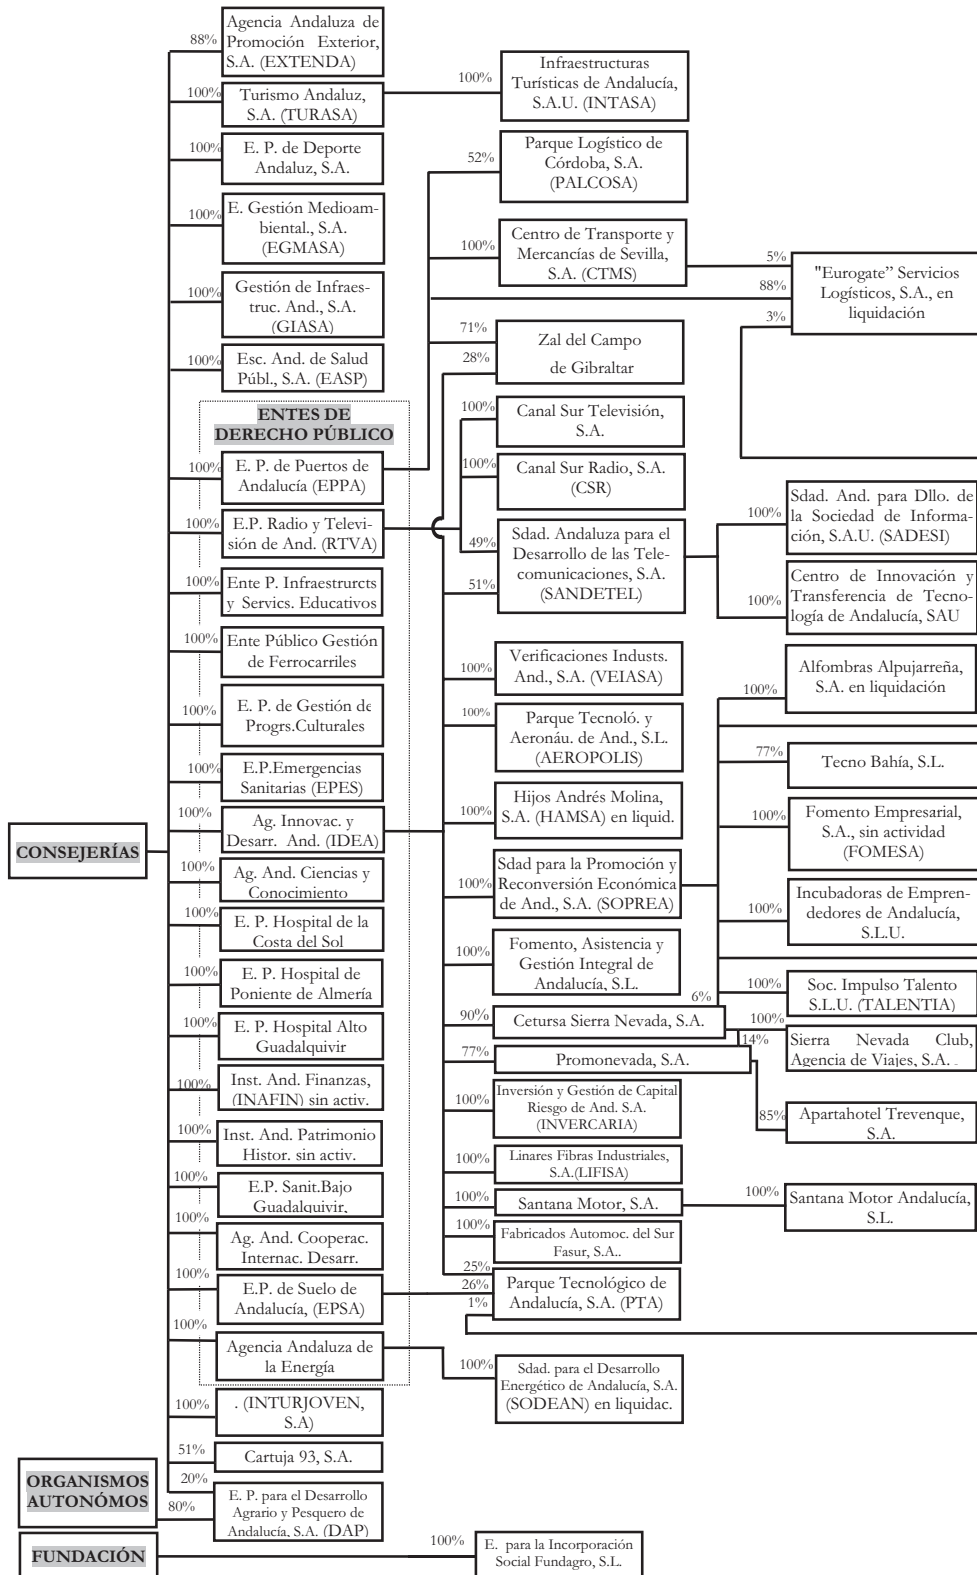 88%
Agencia Andaluza de
Promoción Exterior,
S.A. (EXTENDA)
100%
Turismo Andaluz,
S.A. (TURASA)
100%
Infraestructuras
Turísticas de Andalucía,
S.A.U. (INTASA)
100%
E. P. de Deporte
Andaluz, S.A.
52%
Parque Logístico de
Córdoba, S.A.
(PALCOSA)
100%
E. Gestión Medioam-
biental., S.A.
(EGMASA)
100%
Centro de Transporte y
Mercancías de Sevilla,
S.A. (CTMS)
5%
88%
3%
"Eurogate” Servicios
Logísticos, S.A., en
liquidación
100%
Gestión de Infraes-
truc. And., S.A.
(GIASA)
71%
28%
Zal del Campo
de Gibraltar
100%
Esc. And. de Salud
Públ., S.A. (EASP)
ENTES DE
DERECHO PÚBLICO
100%
Canal Sur Televisión,
S.A.
100%
E. P. de Puertos de
Andalucía (EPPA)
100%
Canal Sur Radio, S.A.
(CSR)
100%
E.P. Radio y Televi-
sión de And. (RTVA)
49%
51%
Sdad. Andaluza para el
Desarrollo de las Tele-
comunicaciones, S.A.
(SANDETEL)
100%
Sdad. And. para Dllo. de
la Sociedad de Informa-
ción, S.A.U. (SADESI)
100%
Centro de Innovación y
Transferencia de Tecno-
logía de Andalucía, SAU
100%
Ente P. Infraestrurcts
y Servics. Educativos
100%
Ente Público Gestión
de Ferrocarriles
100%
Verificaciones Industs.
And., S.A. (VEIASA)
100%
Alfombras Alpujarreña,
S.A. en liquidación
100%
E. P. de Gestión de
Progrs.Culturales
100%
Parque Tecnoló. y
Aeronáu. de And., S.L.
(AEROPOLIS)
77%
Tecno Bahía, S.L.
100%
E.P.Emergencias
Sanitarias (EPES)
100%
Hijos Andrés Molina,
S.A. (HAMSA) en liquid.
100%
Fomento Empresarial,
S.A., sin actividad
(FOMESA)
CONSEJERÍAS
100%
Ag. Innovac. y
Desarr. And. (IDEA)
100%
Ag. And. Ciencias y
Conocimiento
100%
Sdad para la Promoción y
Reconversión Económica
de And., S.A. (SOPREA)
100%
Incubadoras de Empren-
dedores de Andalucía,
S.L.U.
100%
E. P. Hospital de la
Costa del Sol
100%
Fomento, Asistencia y
Gestión Integral de
Andalucía, S.L.
100%
E. P. Hospital de
Poniente de Almería
100%
Soc. Impulso Talento
S.L.U. (TALENTIA)
6%
90%
Cetursa Sierra Nevada, S.A.
100%
14%
Sierra Nevada Club,
Agencia de Viajes, S.A. .
100%
E. P. Hospital Alto
Guadalquivir
77%
Promonevada, S.A.
100%
Inst. And. Finanzas,
(INAFIN) sin activ.
100%
Inversión y Gestión de Capital
Riesgo de And. S.A.
(INVERCARIA)
85%
Apartahotel Trevenque,
S.A.
100%
Inst. And. Patrimonio
Histor. sin activ.
100%
Linares Fibras Industriales,
S.A.(LIFISA)
100%
E.P. Sanit.Bajo
Guadalquivir,
100%
Santana Motor, S.A.
100%
Santana Motor Andalucía,
S.L.
100%
Ag. And. Cooperac.
Internac. Desarr.
100%
Fabricados Automoc. del Sur
Fasur, S.A..
100%
E.P. de Suelo de
Andalucía, (EPSA)
25%
26%
1%
Parque Tecnológico de
Andalucía, S.A. (PTA)
100%
Agencia Andaluza de
la Energía
100%
Sdad. para el Desarrollo
Energético de Andalucía, S.A.
(SODEAN) en liquidac.
100%
. (INTURJOVEN,
S.A)
51%
Cartuja 93, S.A.
ORGANISMOS
AUTONÓMOS
20%
80%
E. P. para el Desarrollo
Agrario y Pesquero de
Andalucía, S.A. (DAP)
FUNDACIÓN
100%
E. para la Incorporación
Social Fundagro, S.L.